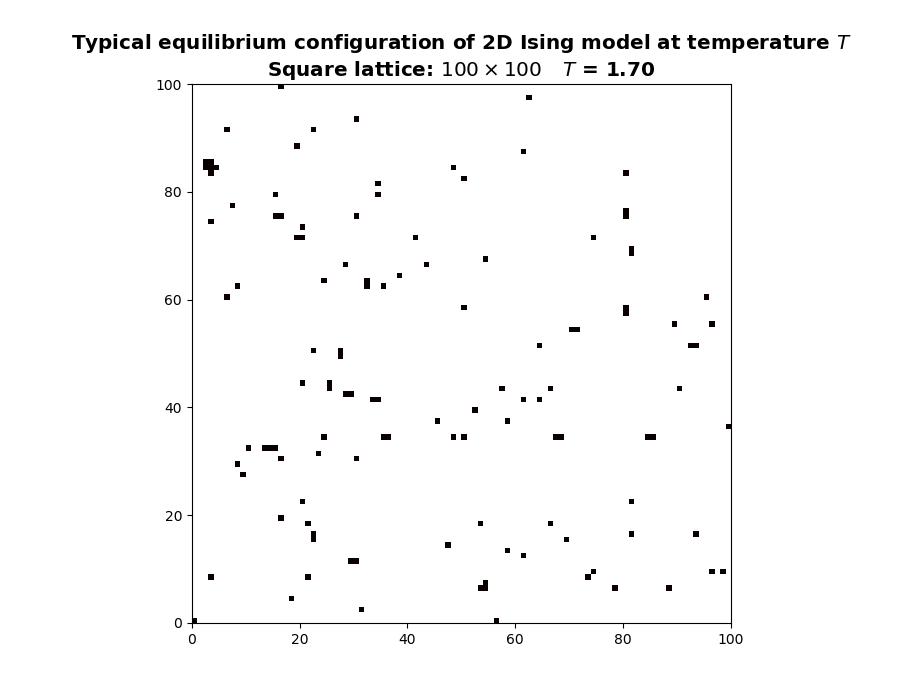 Typical equilibrium configuration of 2D Ising model at temperature T
Square lattice: 100 × 100 T = 1.70
100
80
60
40
20
0
0 20 40 60 80 100